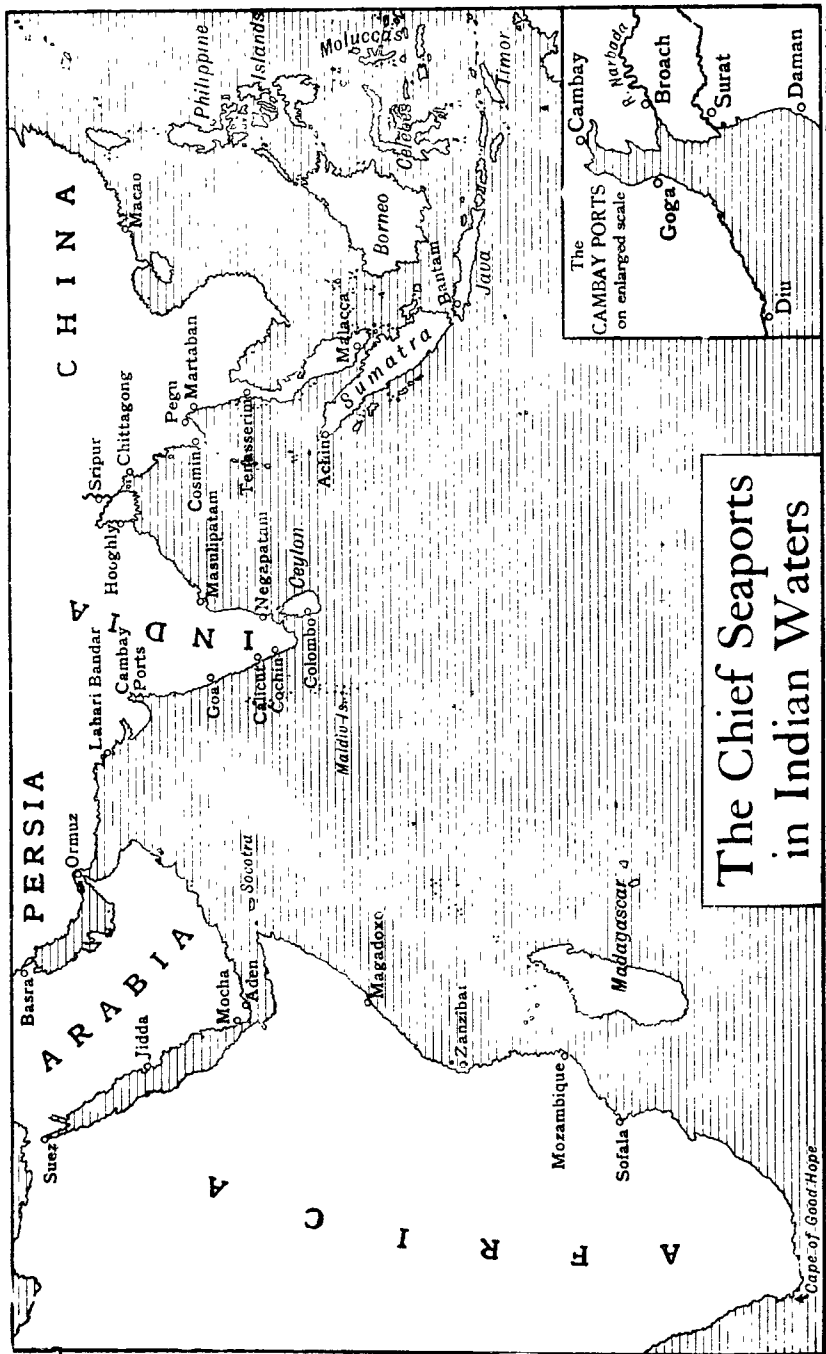 The Chief Seaports
in Indian Waters
The
CAMBAY PORTS
on enlarged scale
Cambay
R. Narbada
Broach
Surat
Daman
Goga
Diu
PERSIA
ARABIA
INDIA
CHINA
AFRICA
Suez
Jidda
Basra
Mocha
Aden
Ormuz
Socotra
Magadoxo
Zanzibar
Mozambique
Sofala
Madagascar
Cape of Good Hope
Lahari Bandar
Cambay
Ports
Goa
Calicut
Cochin
Colombo
Maldiv Is.
Ceylon
Negapatam
Masulipatam
Hooghly
Sripur
Chittagong
Cosmin
Pegu
Martaban
Tenasserim
Achin
Malacca
Sumatra
Bantam
Java
Borneo
Celebes
Timor
Moluccas
Philippine
Islands
Macao